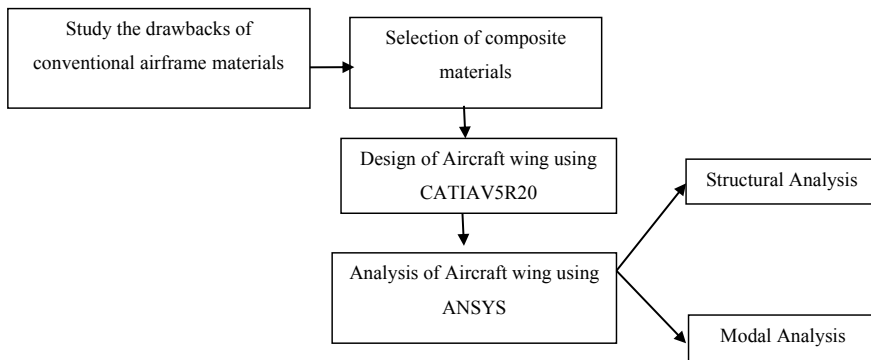 Study the drawbacks of
conventional airframe materials
Selection of composite
materials
Design of Aircraft wing using
CATIAV5R20
Structural Analysis
Analysis of Aircraft wing using
ANSYS
Modal Analysis